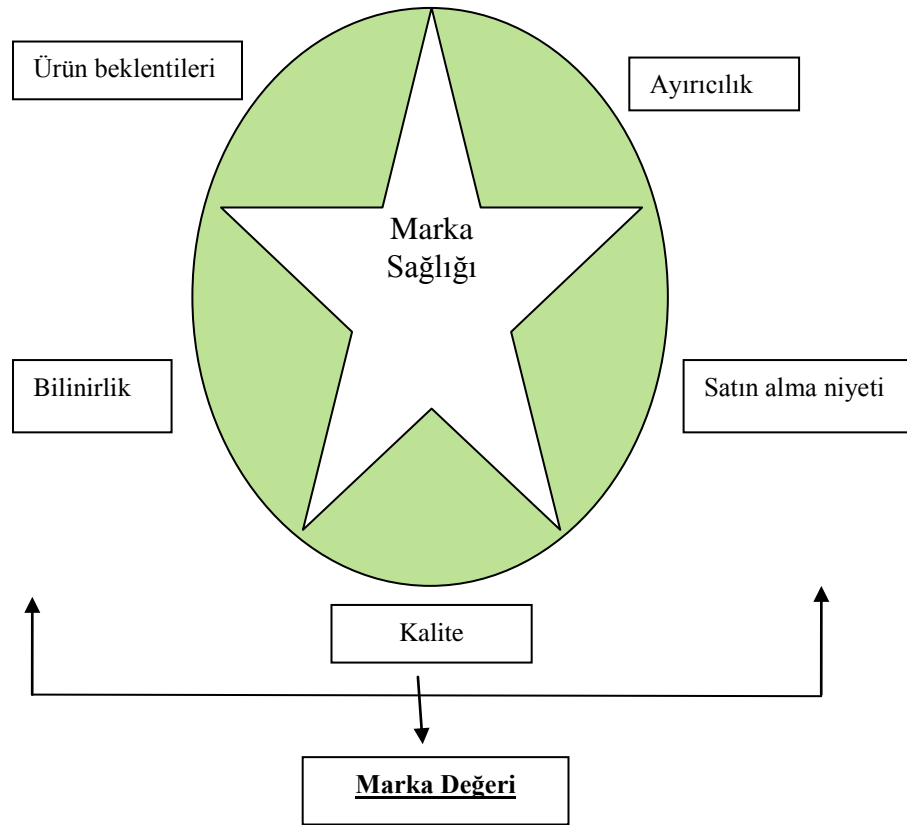 Ürün beklentileri
Ayırıcılık
Marka
Sağlığı
Bilinirlik
Satın alma niyeti
Kalite
Marka Değeri